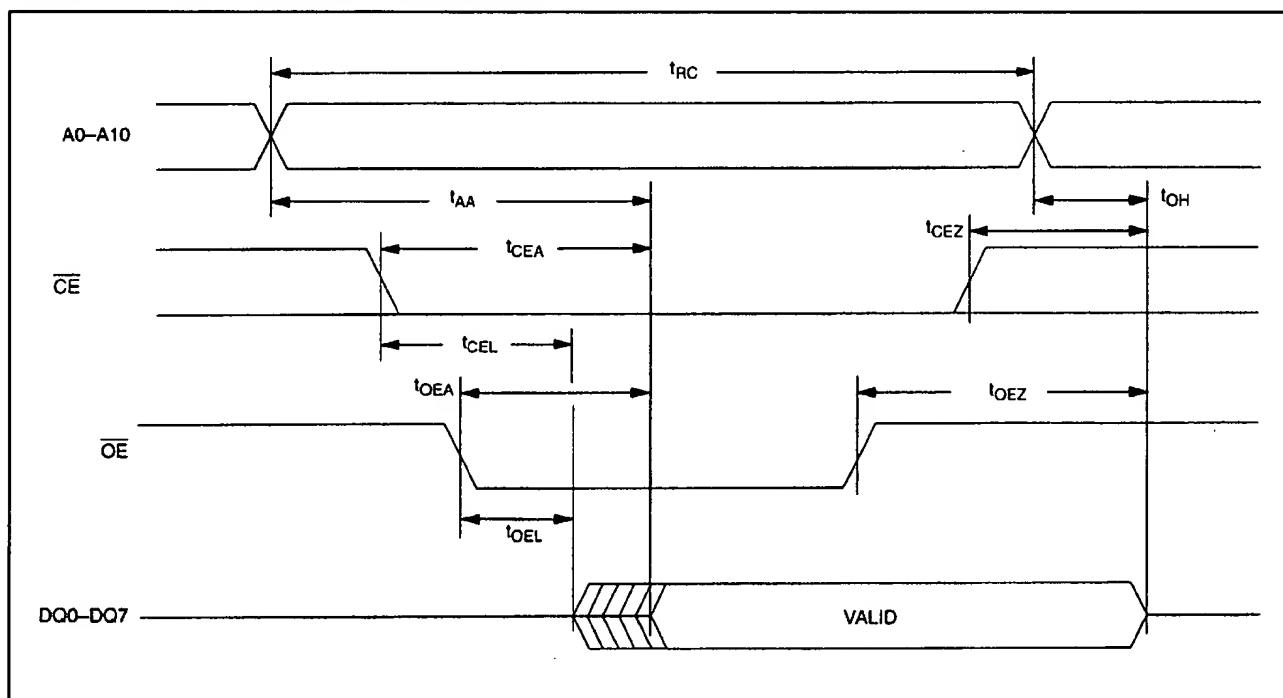 tRC
A0–A10
tAA
tOH
tCEZ
tCEA
CE
tCEL
tOEA
tOEZ
OE
tOEL
DQ0–DQ7
VALID